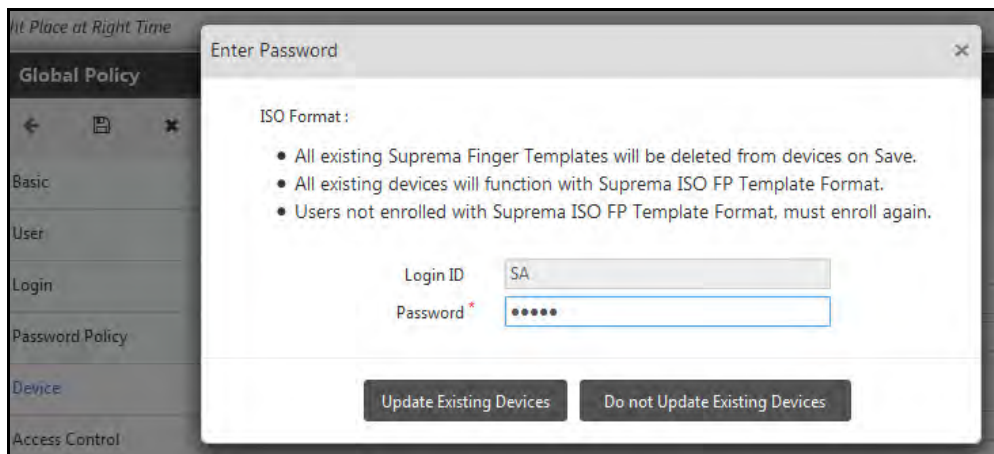 ht Place at Right Time
Enter Password ×
Global Policy
ISO Format :
● All existing Suprema Finger Templates will be deleted from devices on Save.
● All existing devices will function with Suprema ISO FP Template Format.
● Users not enrolled with Suprema ISO FP Template Format, must enroll again.
Basic
User
Login
Password Policy
Device
Access Control
Login ID SA
Password * ●●●●●
Update Existing Devices Do not Update Existing Devices